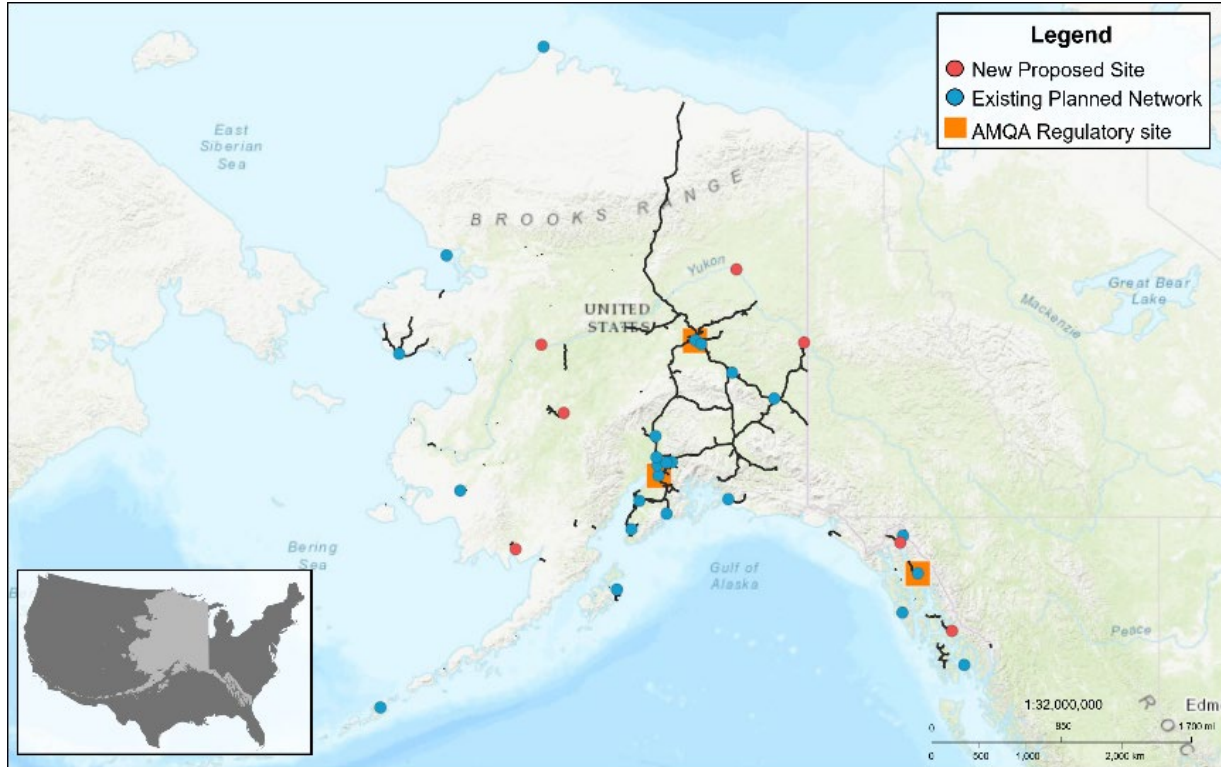 Legend
New Proposed Site
Existing Planned Network
AMQA Regulatory site
East
Siberian
Sea
BROOKS RANGE
Yukon
UNITED
STATES
Great Bear
Lake
Mackenzie
Bering
Sea
Gulf of
Alaska
Peace
1:32,000,000
Edm
R O C
0 850 1 700 mi
0 500 1,000 2,000 km